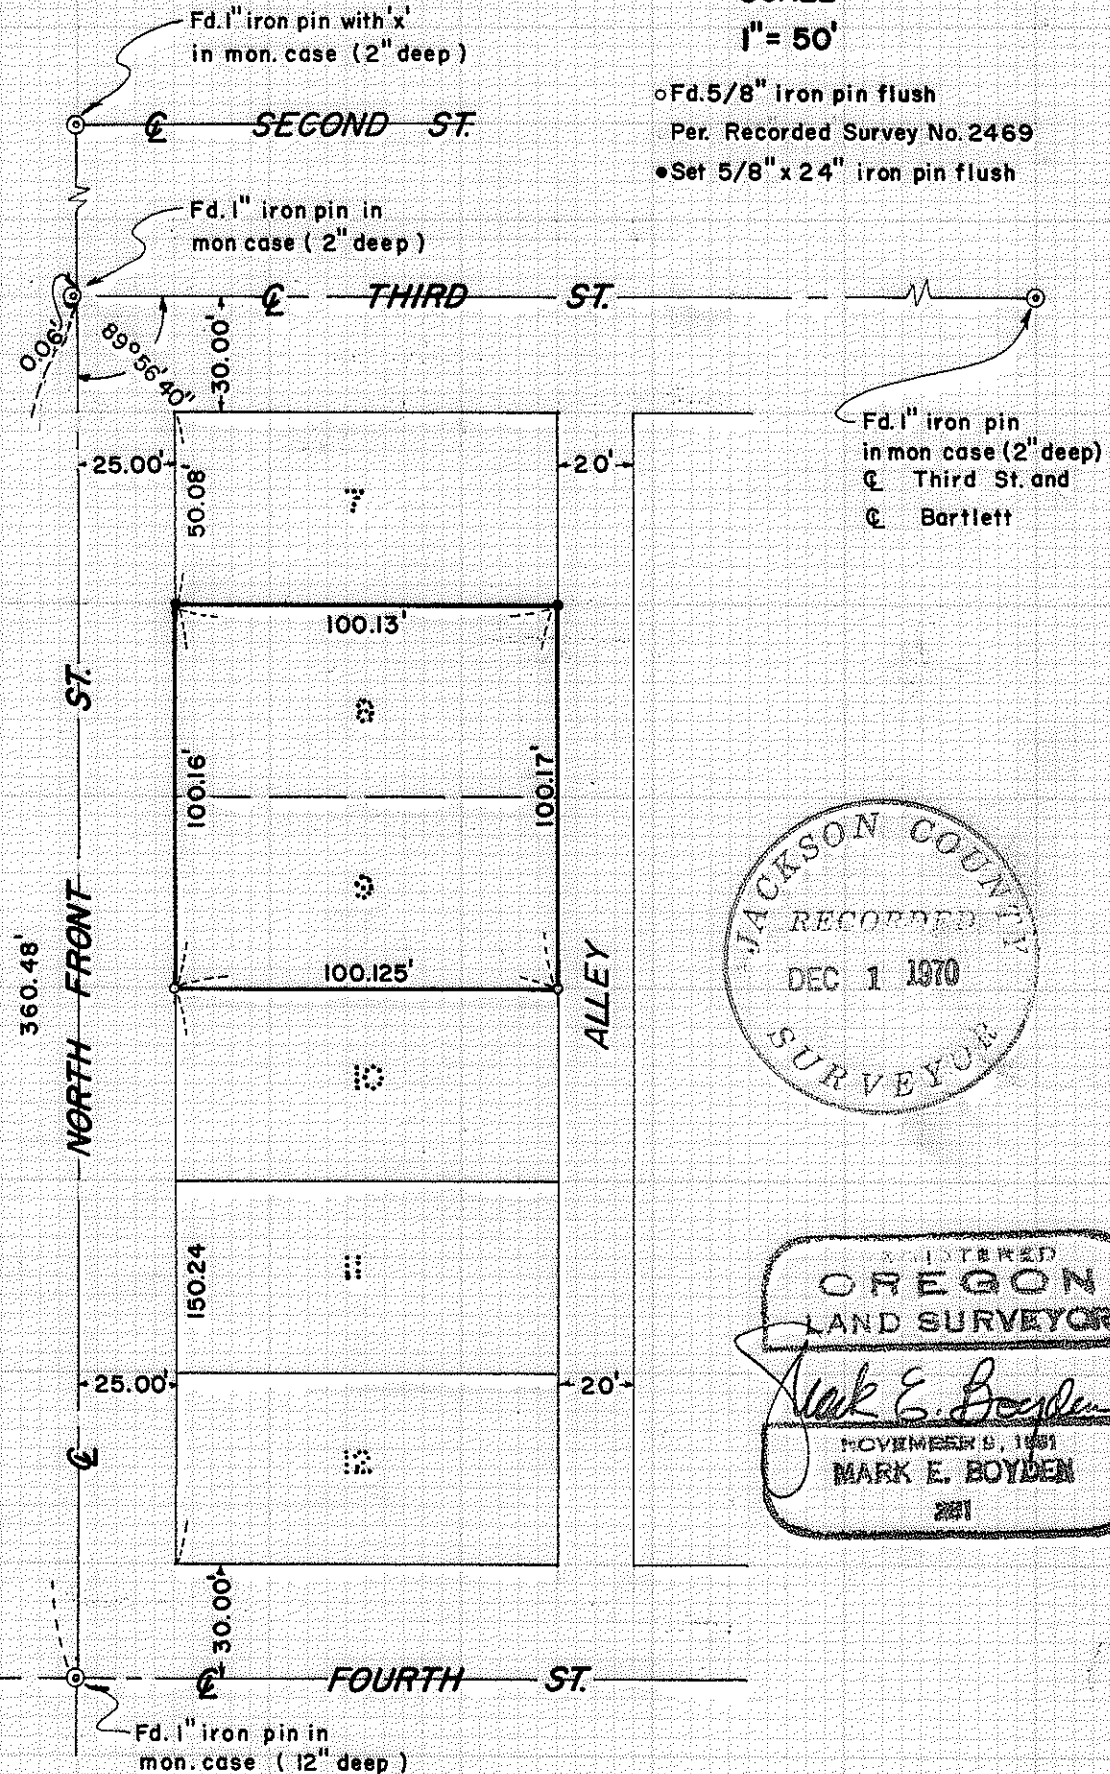 1"= 50'
Fd. 5/8" iron pin flush
Per. Recorded Survey No. 2469
Set 5/8" x 24" iron pin flush
Fd. 1" iron pin with 'x'
in mon. case (2" deep)
℄ SECOND ST.
Fd. 1" iron pin in
mon case (2" deep)
℄ THIRD ST.
0.06'
89°56'40"
30.00'
Fd. 1" iron pin
in mon case (2" deep)
℄ Third St. and
℄ Bartlett
25.00'
50.08'
7
20'
100.13'
8
100.16'
100.17'
9
100.125'
360.48'
NORTH FRONT ST.
℄
ALLEY
10
11
150.24
25.00'
20'
12
30.00'
℄ FOURTH ST.
Fd. 1" iron pin in
mon. case (12" deep)
JACKSON COUNTY
RECORDED
DEC 1 1970
SURVEYOR
OREGON
LAND SURVEYOR
Mark E. Boyden
NOVEMBER
MARK E. BOYDEN